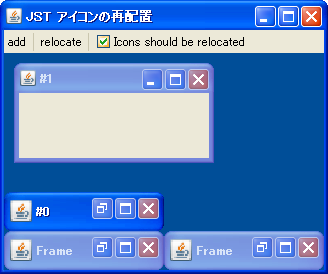 JST アイコンの再配置
add relocate Icons should be relocated
#1
#0
Frame Frame